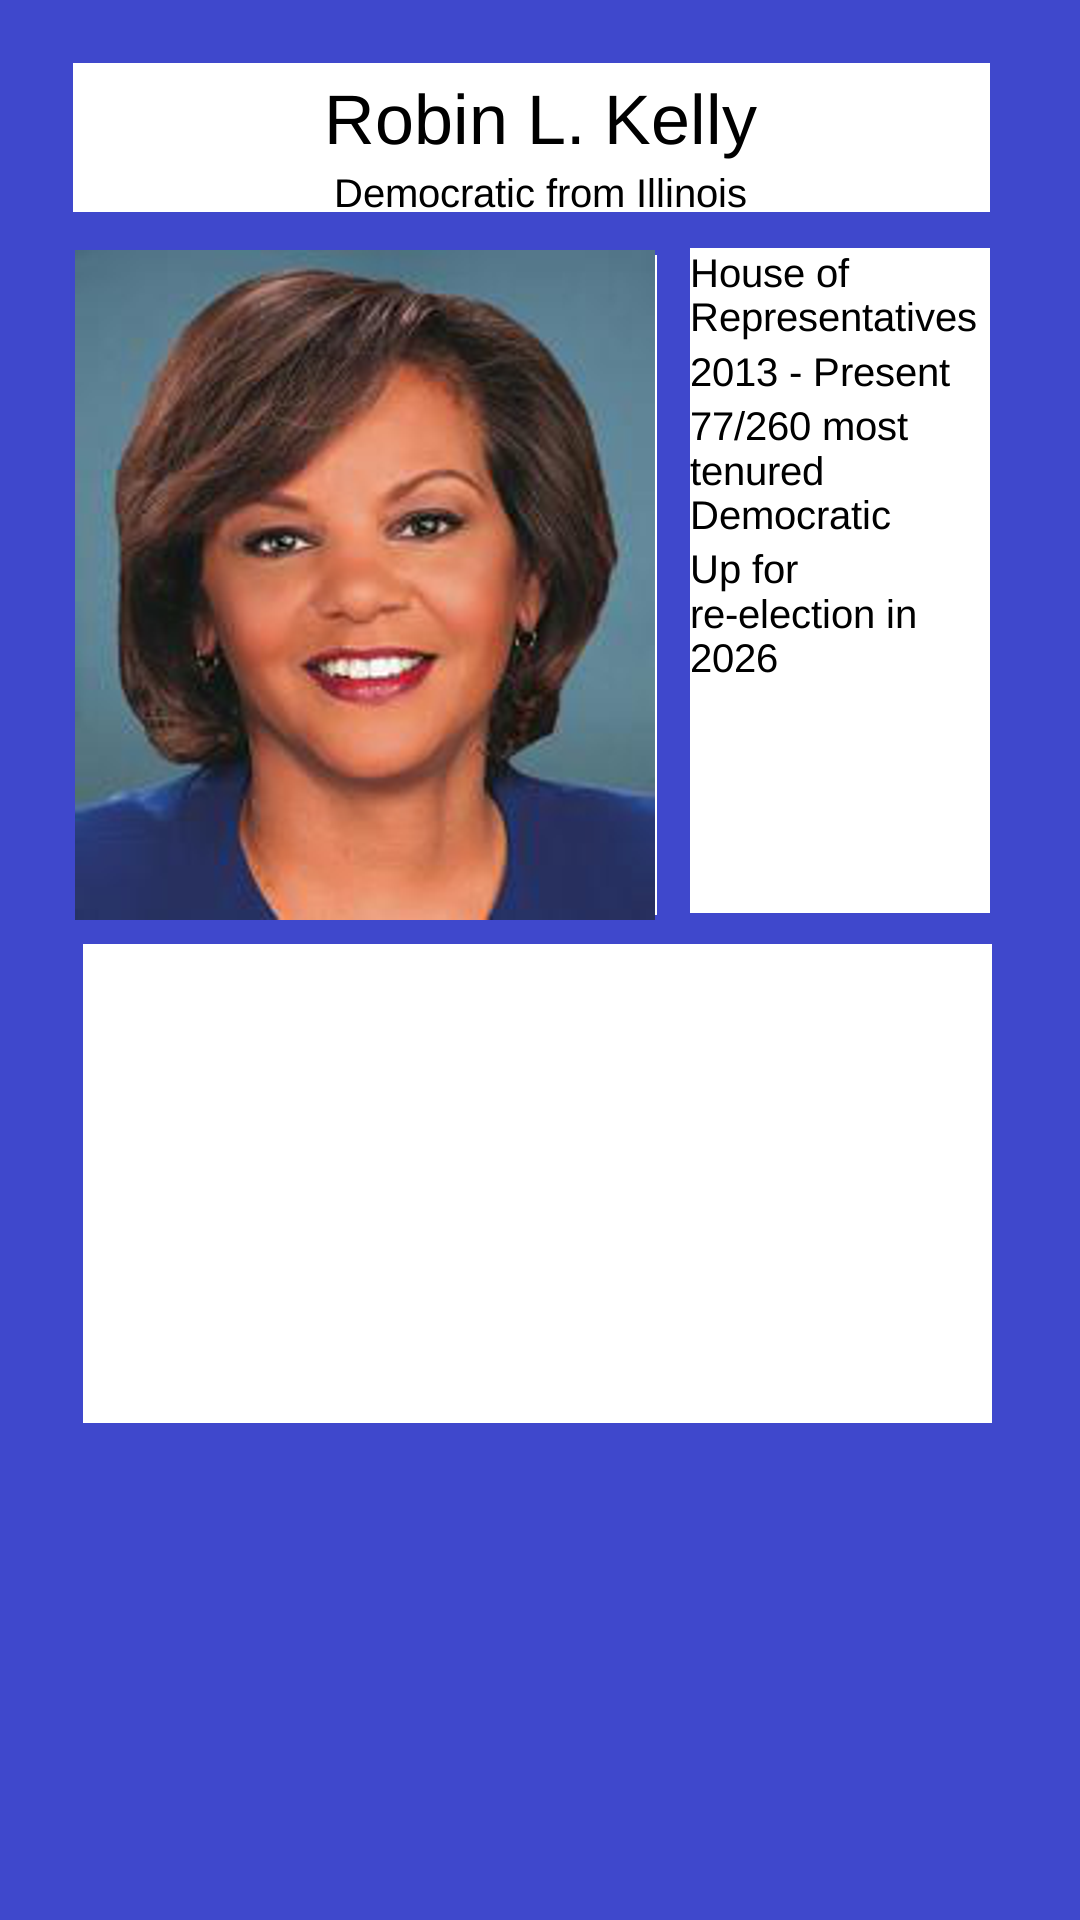 Robin L. Kelly
Democratic from Illinois
House of
Representatives
2013 - Present
77/260 most
tenured
Democratic
Up for
re-election in
2026